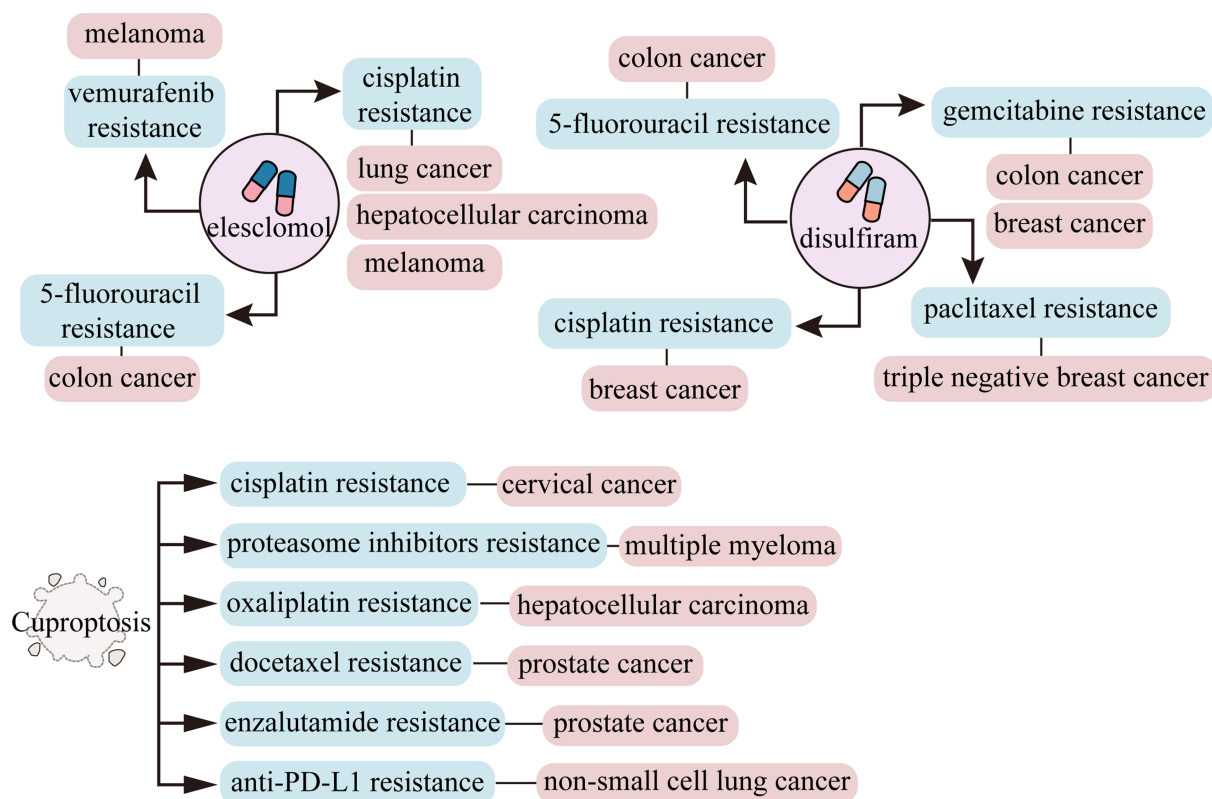 melanoma
vemurafenib
resistance
cisplatin
resistance
lung cancer
hepatocellular carcinoma
melanoma
elesclomol
5-fluorouracil
resistance
colon cancer
colon cancer
5-fluorouracil resistance
gemcitabine resistance
colon cancer
breast cancer
disulfiram
cisplatin resistance
breast cancer
paclitaxel resistance
triple negative breast cancer
Cuproptosis
cisplatin resistance
cervical cancer
proteasome inhibitors resistance
multiple myeloma
oxaliplatin resistance
hepatocellular carcinoma
docetaxel resistance
prostate cancer
enzalutamide resistance
prostate cancer
anti-PD-L1 resistance
non-small cell lung cancer